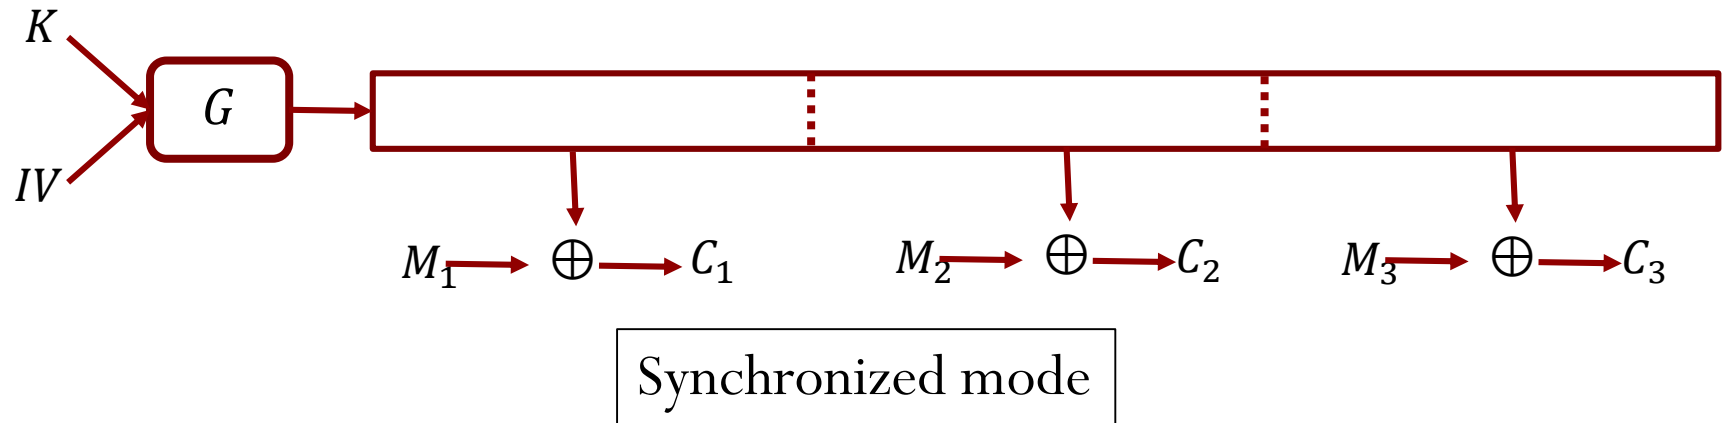 K
G
IV
M₁ ⊕ C₁ M₂ ⊕ C₂ M₃ ⊕ C₃
Synchronized mode